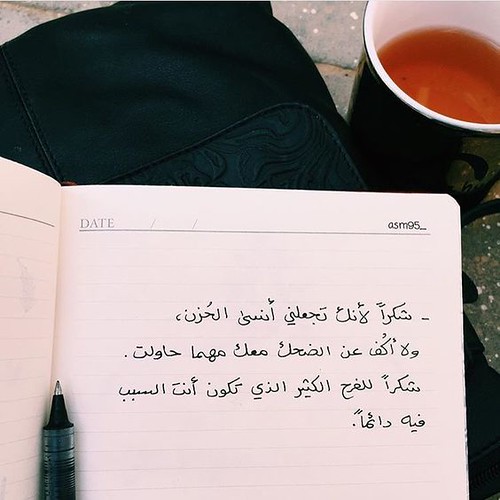 DATE / /
asm95_
ـ شكراً لأنك تجعلني أنسى الحُزن،
ولا أكُف عن الضحك معك مهما حاولت.
شكراً للفرح الكثير الذي تكون أنت السبب
فيه دائماً.